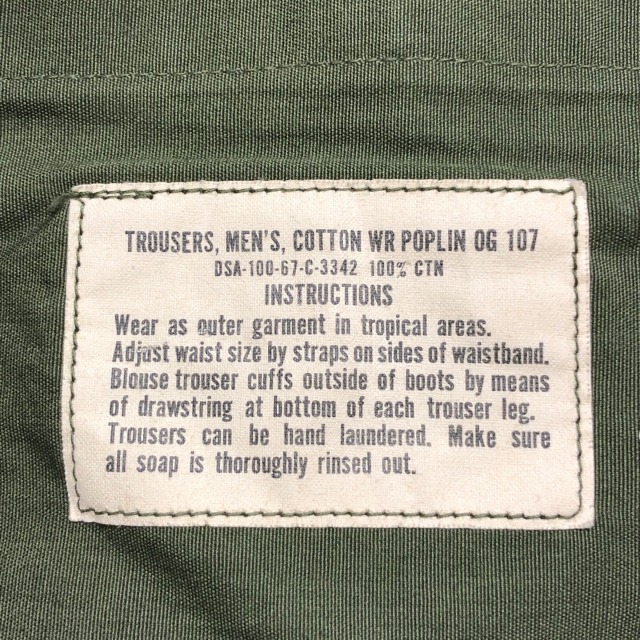 TROUSERS, MEN'S, COTTON WR POPLIN OG 107
DSA-100-67-C-3342 100% CTN
INSTRUCTIONS
Wear as outer garment in tropical areas.
Adjust waist size by straps on sides of waistband.
Blouse trouser cuffs outside of boots by means
of drawstring at bottom of each trouser leg.
Trousers can be hand laundered. Make sure
all soap is thoroughly rinsed out.